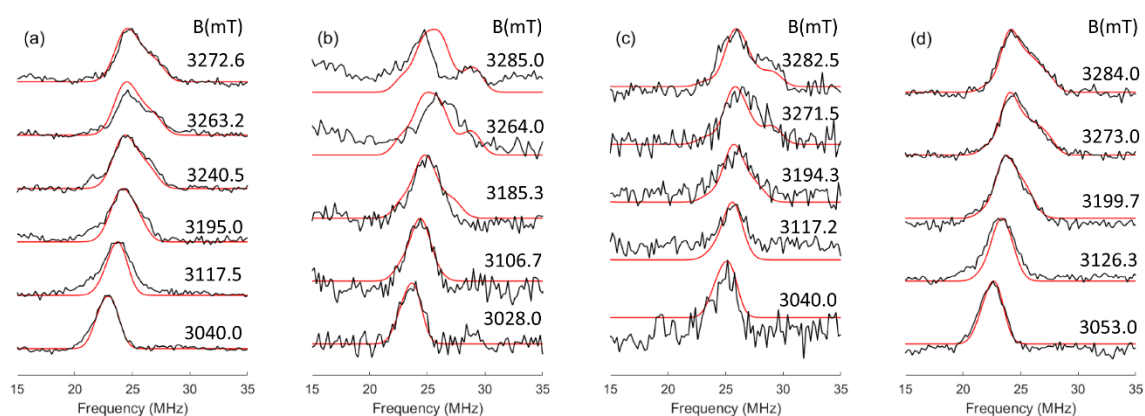 (a)
B(mT)
3272.6
3263.2
3240.5
3195.0
3117.5
3040.0
15 20 25 30 35
Frequency (MHz)
(b)
B(mT)
3285.0
3264.0
3185.3
3106.7
3028.0
15 20 25 30 35
Frequency (MHz)
(c)
B(mT)
3282.5
3271.5
3194.3
3117.2
3040.0
15 20 25 30 35
Frequency (MHz)
(d)
B(mT)
3284.0
3273.0
3199.7
3126.3
3053.0
15 20 25 30 35
Frequency (MHz)